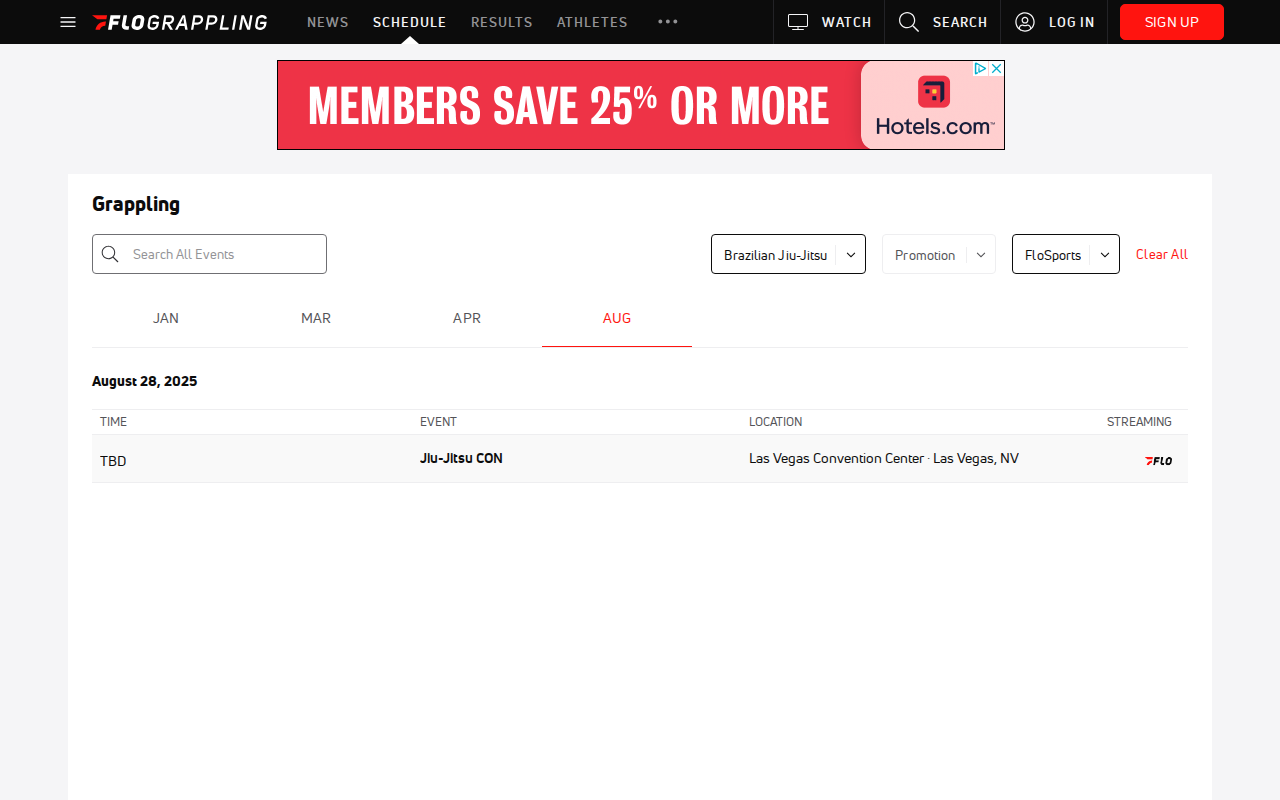 FLOGRAPPLING NEWS SCHEDULE RESULTS ATHLETES WATCH SEARCH LOG IN SIGN UP
MEMBERS SAVE 25% OR MORE
Hotels.com™
Grappling
Search All Events Brazilian Jiu-Jitsu Promotion FloSports Clear All
JAN MAR APR AUG
August 28, 2025
TIME EVENT LOCATION STREAMING
TBD Jiu-Jitsu CON Las Vegas Convention Center · Las Vegas, NV FLO